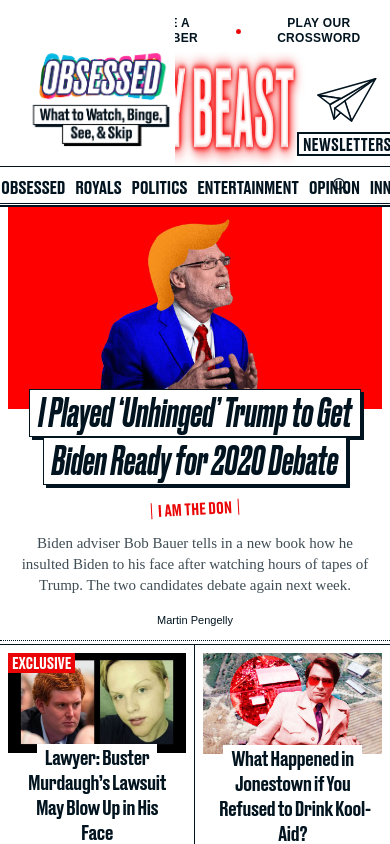 E A
BER
PLAY OUR
CROSSWORD
OBSESSED
What to Watch, Binge,
See, & Skip
Y BEAST
NEWSLETTERS
OBSESSED ROYALS POLITICS ENTERTAINMENT OPINION INN
I Played ‘Unhinged’ Trump to Get
Biden Ready for 2020 Debate
I AM THE DON
Biden adviser Bob Bauer tells in a new book how he
insulted Biden to his face after watching hours of tapes of
Trump. The two candidates debate again next week.
Martin Pengelly
EXCLUSIVE
Lawyer: Buster
Murdaugh’s Lawsuit
May Blow Up in His
Face
What Happened in
Jonestown if You
Refused to Drink Kool-
Aid?